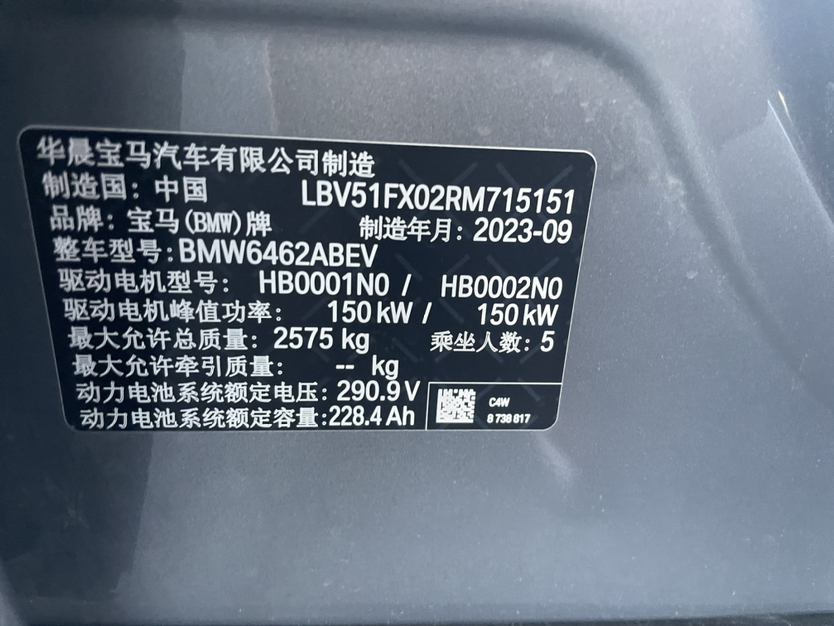 华晨宝马汽车有限公司制造
制造国: 中国 LBV51FX02RM715151
品牌: 宝马(BMW)牌 制造年月: 2023-09
整车型号:BMW6462ABEV
驱动电机型号: HB0001N0 / HB0002N0
驱动电机峰值功率: 150 kW / 150 kW
最大允许总质量: 2575 kg 乘坐人数: 5
最大允许牵引质量: -- kg
动力电池系统额定电压: 290.9 V
动力电池系统额定容量:228.4 Ah
C4W
8 738 817